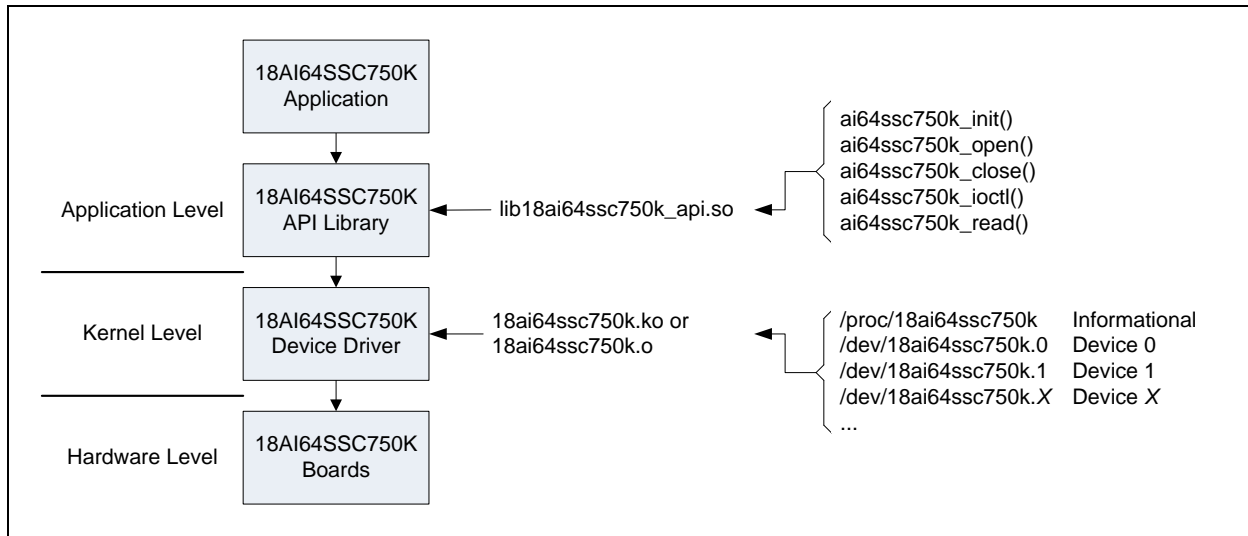 18AI64SSC750K
Application
Application Level
18AI64SSC750K
API Library
lib18ai64ssc750k_api.so
ai64ssc750k_init()
ai64ssc750k_open()
ai64ssc750k_close()
ai64ssc750k_ioctl()
ai64ssc750k_read()
Kernel Level
18AI64SSC750K
Device Driver
18ai64ssc750k.ko or
18ai64ssc750k.o
/proc/18ai64ssc750k Informational
/dev/18ai64ssc750k.0 Device 0
/dev/18ai64ssc750k.1 Device 1
/dev/18ai64ssc750k.X Device X
...
Hardware Level
18AI64SSC750K
Boards